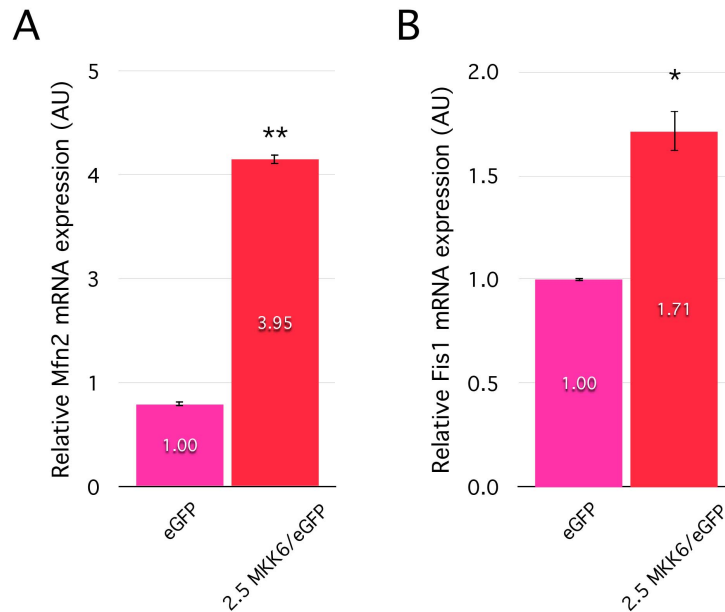 A
Relative Mfn2 mRNA expression (AU)
5
4
3
1
0
**
3.95
1.00
eGFP
2.5 MKK6/eGFP
B
Relative Fis1 mRNA expression (AU)
2.0
1.5
1.0
0.5
0.0
*
1.71
1.00
eGFP
2.5 MKK6/eGFP